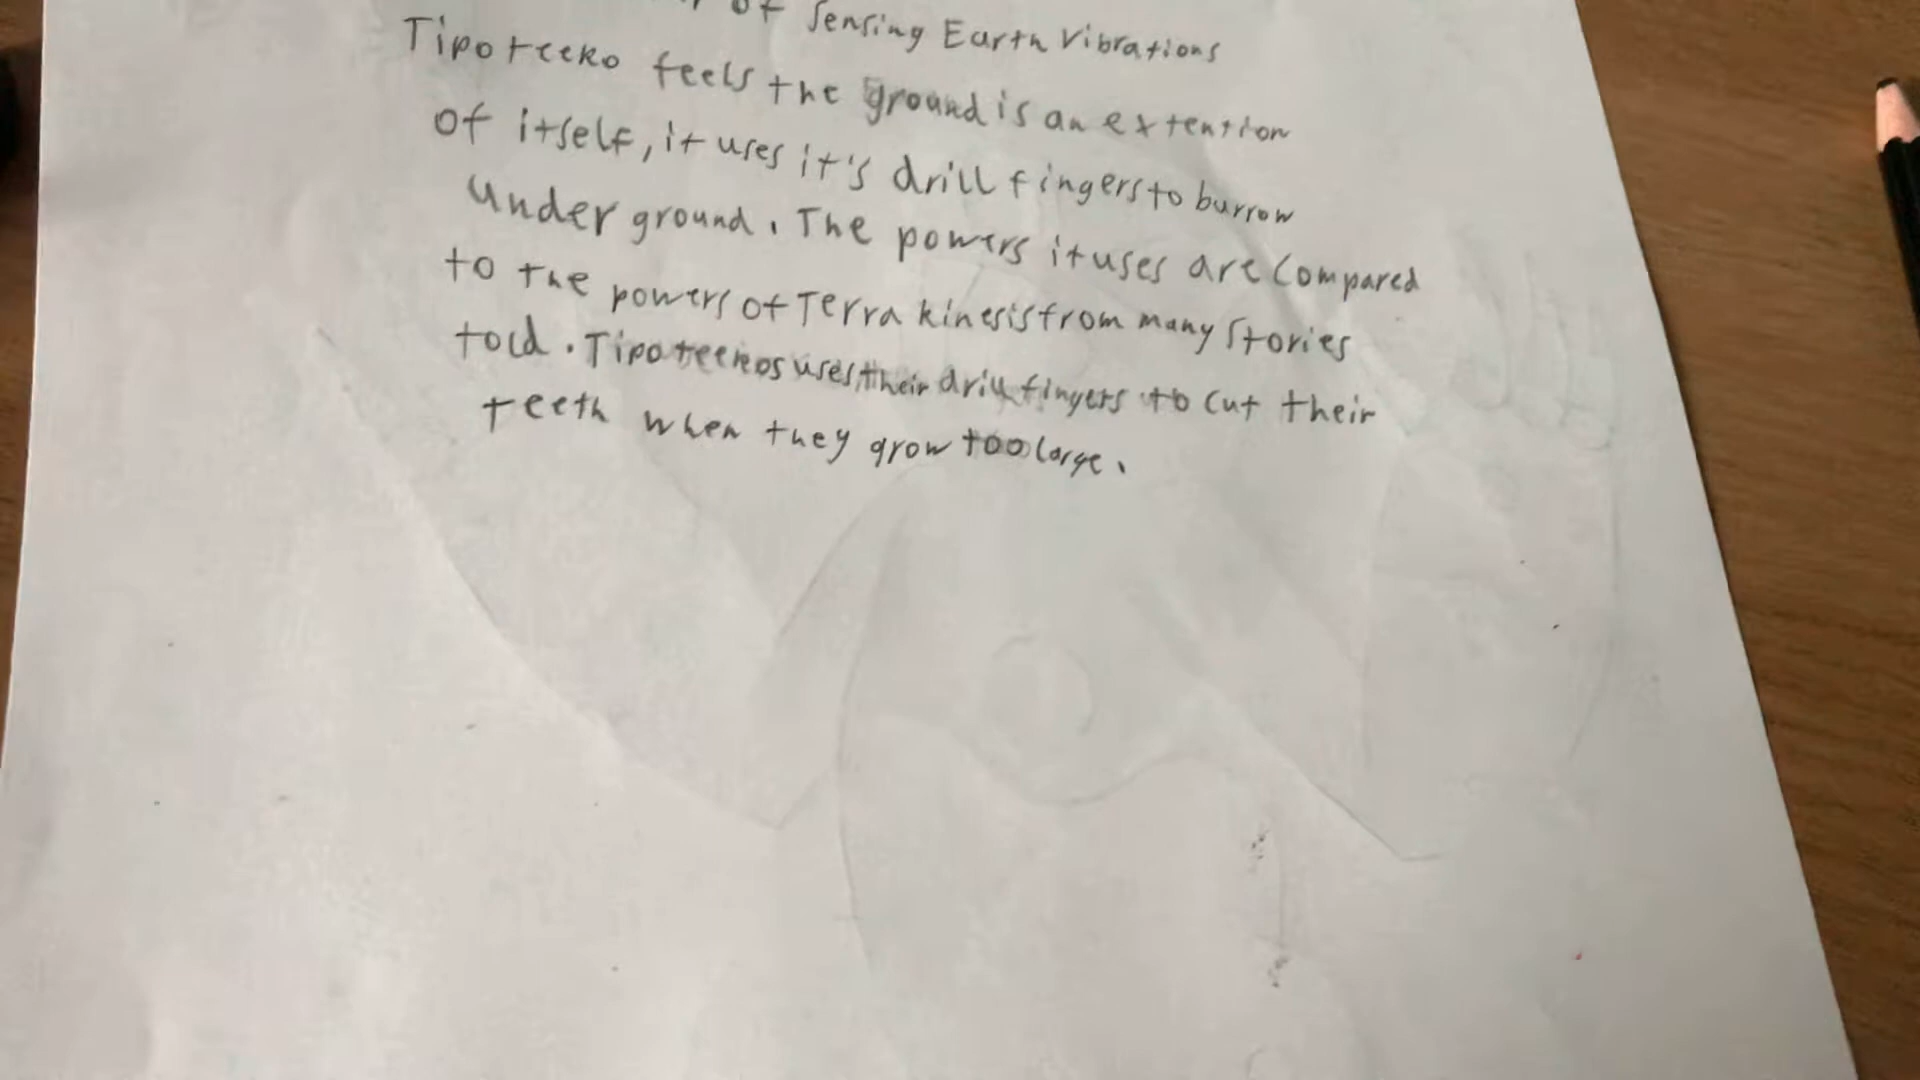 of Sensing Earth Vibrations
Tipoteeko feels the ground is an extention
of itself, it uses it's drill fingers to burrow
under ground. The powers it uses are compared
to the powers of Terra kinesis from many stories
told. Tipoteekos uses their drill fingers to cut their
teeth when they grow too large.